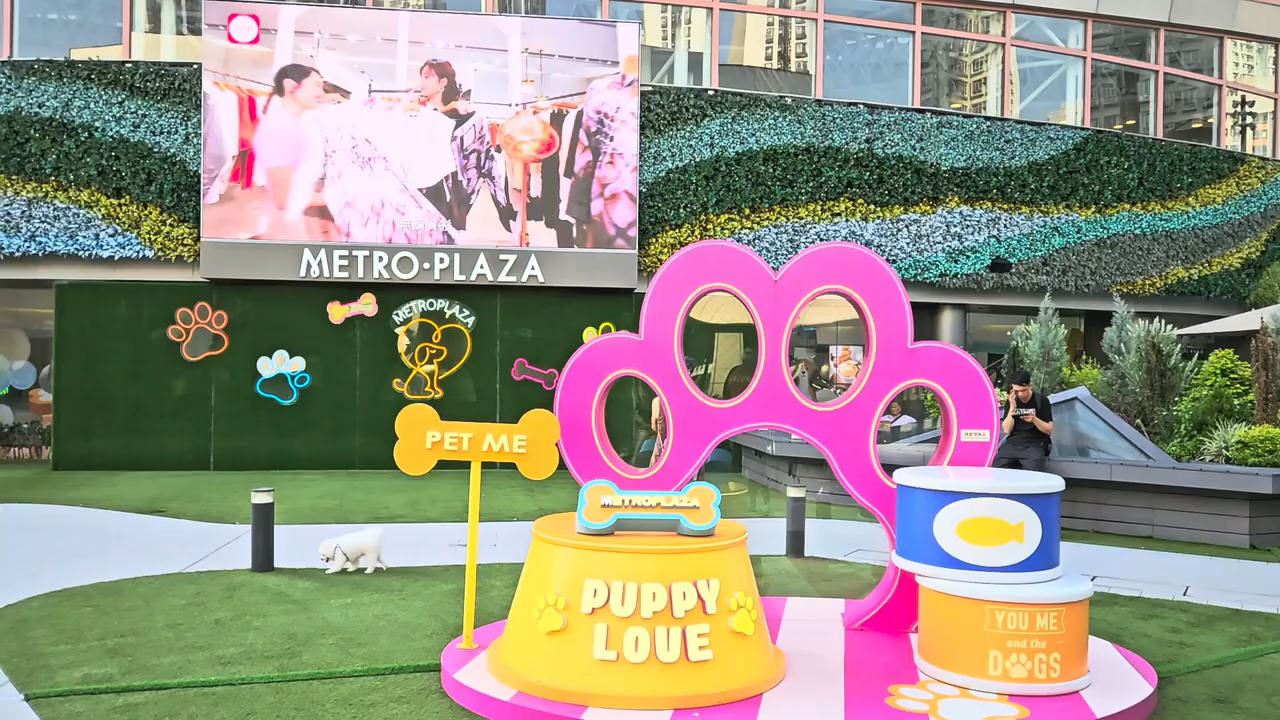 METRO·PLAZA
METROPLAZA
PET ME
METROPLAZA
PUPPY
LOVE
YOU ME
and the
DOGS